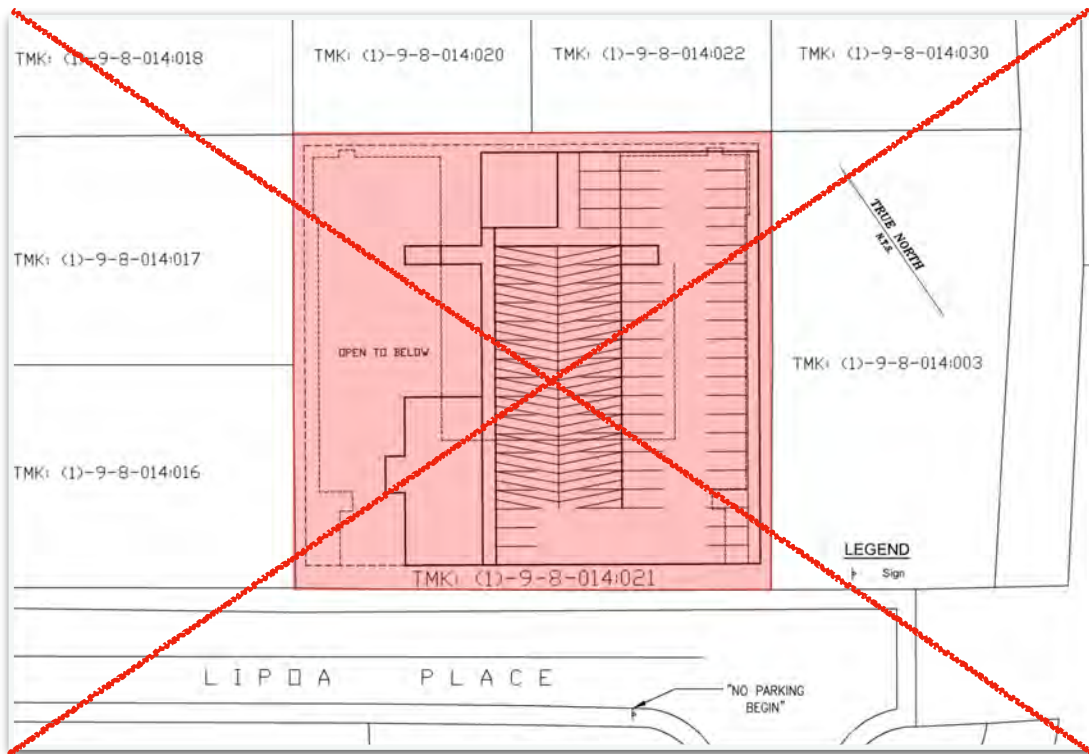 TMK: (1)-9-8-014:018
TMK: (1)-9-8-014:020
TMK: (1)-9-8-014:022
TMK: (1)-9-8-014:030
TRUE NORTH
N.T.S.
TMK: (1)-9-8-014:017
OPEN TO BELOW
TMK: (1)-9-8-014:003
TMK: (1)-9-8-014:016
LEGEND
Sign
TMK: (1)-9-8-014:021
LIPOA PLACE
"NO PARKING
BEGIN"